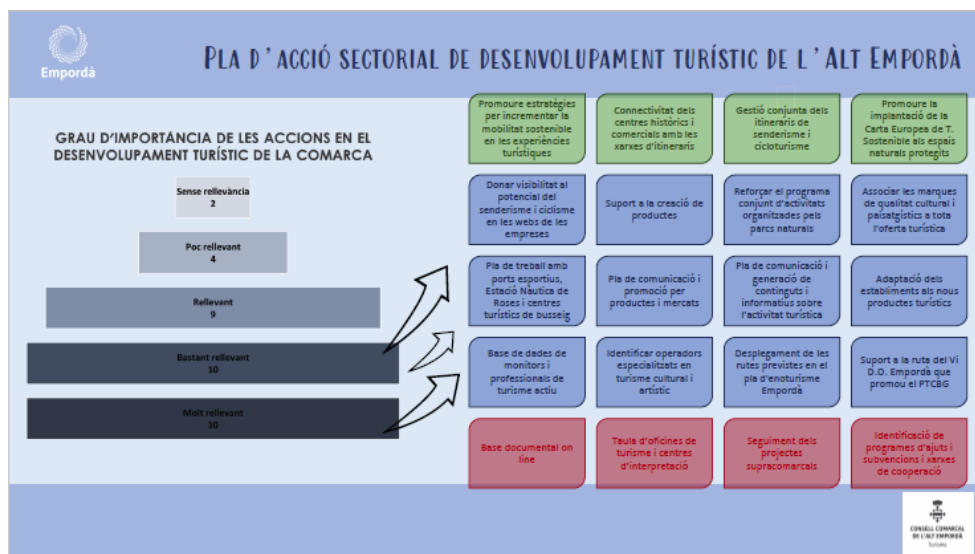 Empordà
PLA D'ACCIÓ SECTORIAL DE DESENVOLUPAMENT TURÍSTIC DE L'ALT EMPORDÀ
GRAU D'IMPORTÀNCIA DE LES ACCIONS EN EL
DESENVOLUPAMENT TURÍSTIC DE LA COMARCA
Sense rellevància
2
Poc rellevant
4
Rellevant
9
Bastant rellevant
10
Molt rellevant
10
Promoure estratègies
per incrementar la
mobilitat sostenible
en les experiències
turístiques
Connectivitat dels
centres històrics i
comercials amb les
xarxes d'itineraris
Gestió conjunta dels
itineraris de
senderisme i
cicloturisme
Promoure la
implantació de la
Carta Europea de T.
Sostenible als espais
naturals protegits
Donar visibilitat al
potencial del
senderisme i ciclisme
en les webs de les
empreses
Suport a la creació de
productes
Reforçar el programa
conjunt d'activitats
organitzades pels
parcs naturals
Associar les marques
de qualitat cultural i
paisatgístics a tota
l'oferta turística
Pla de treball amb
ports esportius,
Estació Nàutica de
Roses i centres
turístics de busseig
Pla de comunicació i
promoció per
productes i mercats
Pla de comunicació i
generació de
continguts i
informatius sobre
l'activitat turística
Adaptació dels
establiments als nous
productes turístics
Base de dades de
monitors i
professionals de
turisme actiu
Identificar operadors
especialitzats en
turisme cultural i
artístic
Desplegament de les
rutes previstes en el
pla d'enoturisme
Empordà
Suport a la ruta del Vi
D.O. Empordà que
promou el PTCBG
Base documental on
line
Taula d'oficines de
turisme i centres
d'interpretació
Seguiment dels
projectes
supracomarcals
Identificació de
programes d'ajuts i
subvencions i xarxes
de cooperació
CONSELL COMARCAL
DE L'ALT EMPORDÀ
Turisme